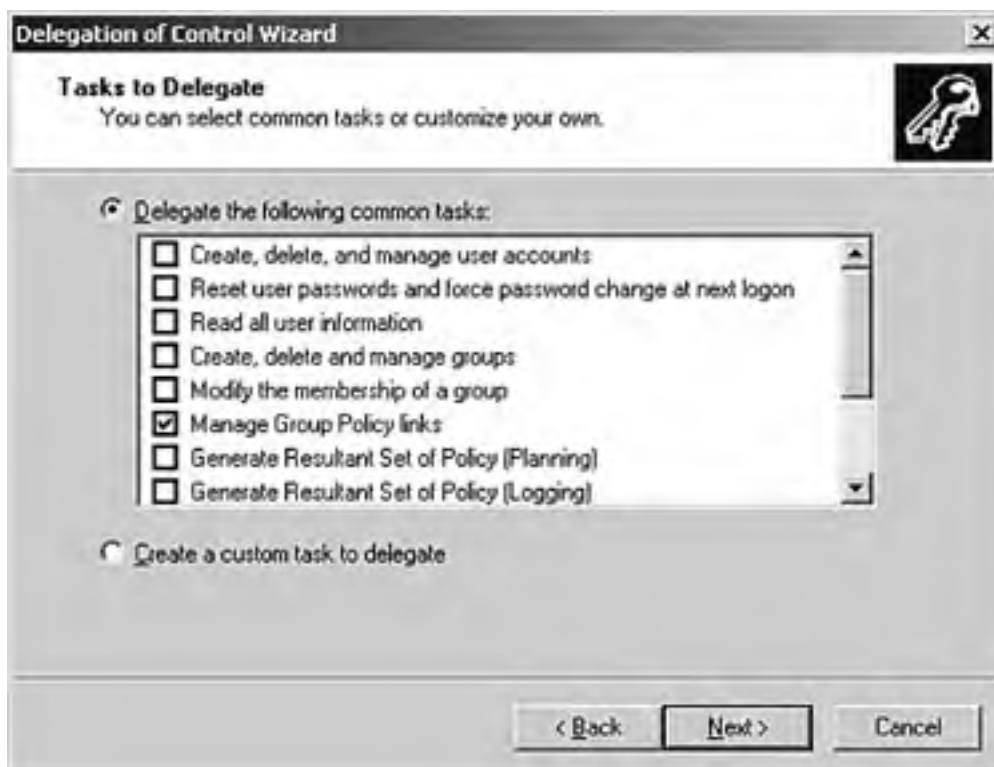 Delegation of Control Wizard
Tasks to Delegate
You can select common tasks or customize your own.
Delegate the following common tasks:
Create, delete, and manage user accounts
Reset user passwords and force password change at next logon
Read all user information
Create, delete and manage groups
Modify the membership of a group
Manage Group Policy links
Generate Resultant Set of Policy (Planning)
Generate Resultant Set of Policy (Logging)
Create a custom task to delegate
< Back Next > Cancel